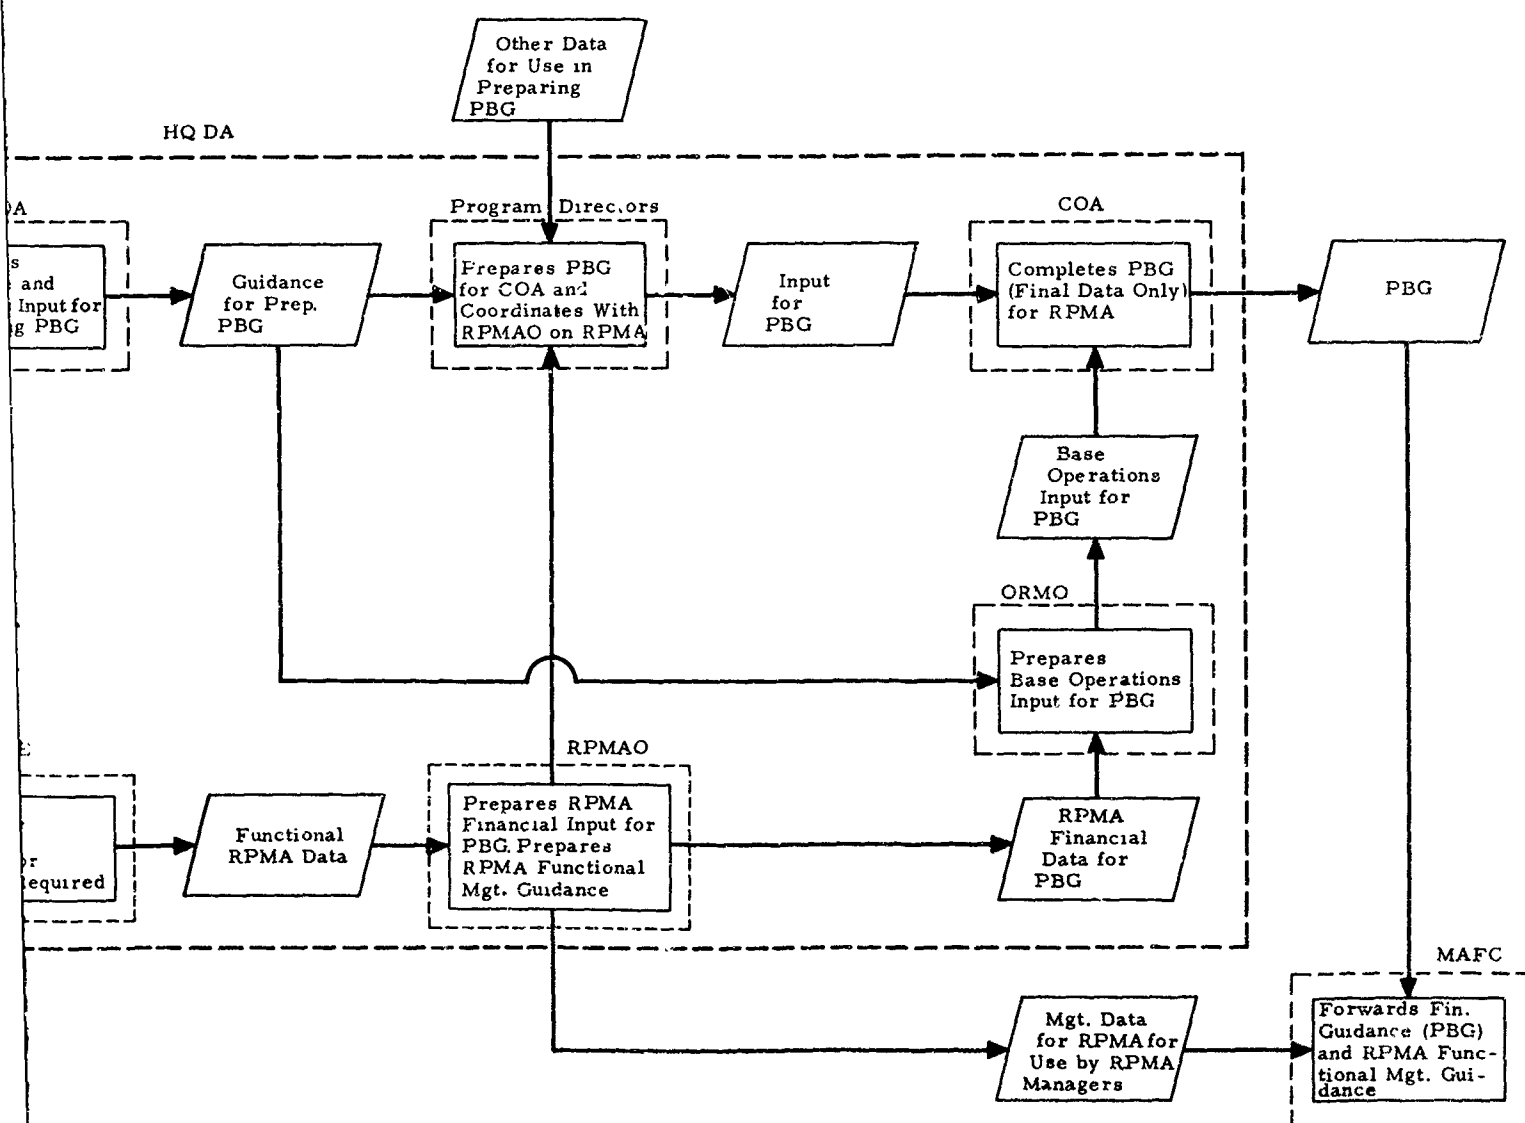 Other Data
for Use in
Preparing
PBG
HQ DA
A
s
and
Input for
PBG
Guidance
for Prep.
PBG
Program Directors
Prepares PBG
for COA and
Coordinates With
RPMAO on RPMA
Input
for
PBG
COA
Completes PBG
(Final Data Only)
for RPMA
PBG
Base
Operations
Input for
PBG
ORMO
Prepares
Base Operations
Input for PBG
E
equired
Functional
RPMA Data
RPMAO
Prepares RPMA
Financial Input for
PBG. Prepares
RPMA Functional
Mgt. Guidance
RPMA
Financial
Data for
PBG
Mgt. Data
for RPMA for
Use by RPMA
Managers
MAFC
Forwards Fin.
Guidance (PBG)
and RPMA Func-
tional Mgt. Gui-
dance